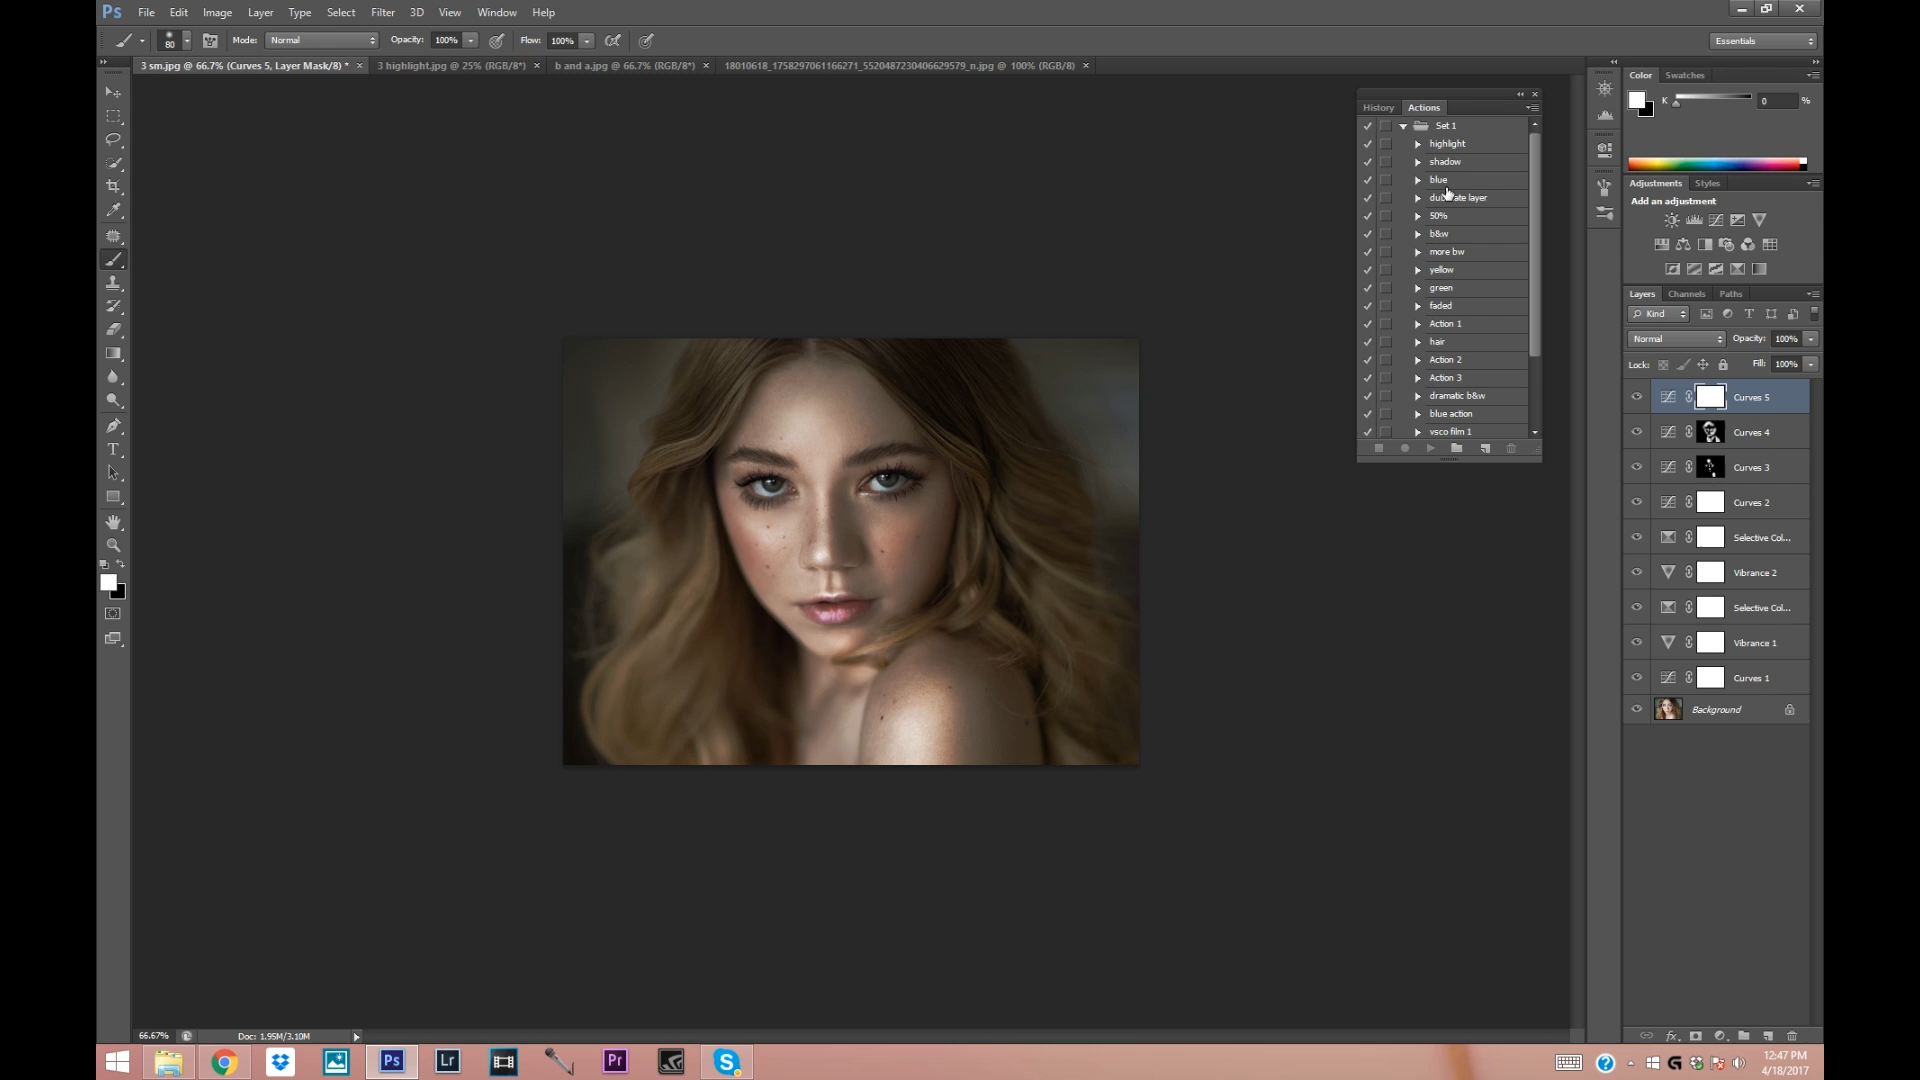 Ps File Edit Image Layer Type Select Filter 3D View Window Help
80 Mode: Normal Opacity: 100% Flow: 100% Essentials
3 sm.jpg @ 66.7% (Curves 5, Layer Mask/8) * 3 highlight.jpg @ 25% (RGB/8*) b and a.jpg @ 66.7% (RGB/8*) 18010618_1758297061166271_5520487230406629579_n.jpg @ 100% (RGB/8)
Color Swatches
K 0 %
History Actions
Set 1
highlight
shadow
blue
layer
50%
b&w
more bw
yellow
green
faded
Action 1
hair
Action 2
Action 3
dramatic b&w
blue action
vsco film 1
Adjustments Styles
Add an adjustment
Layers Channels Paths
Kind
Normal Opacity: 100%
Lock: Fill: 100%
Curves 5
Curves 4
Curves 3
Curves 2
Selective Col...
Vibrance 2
Selective Col...
Vibrance 1
Curves 1
Background
fx
66.67% Doc: 1.95M/3.10M
Ps Lr Pr
12:47 PM
4/18/2017